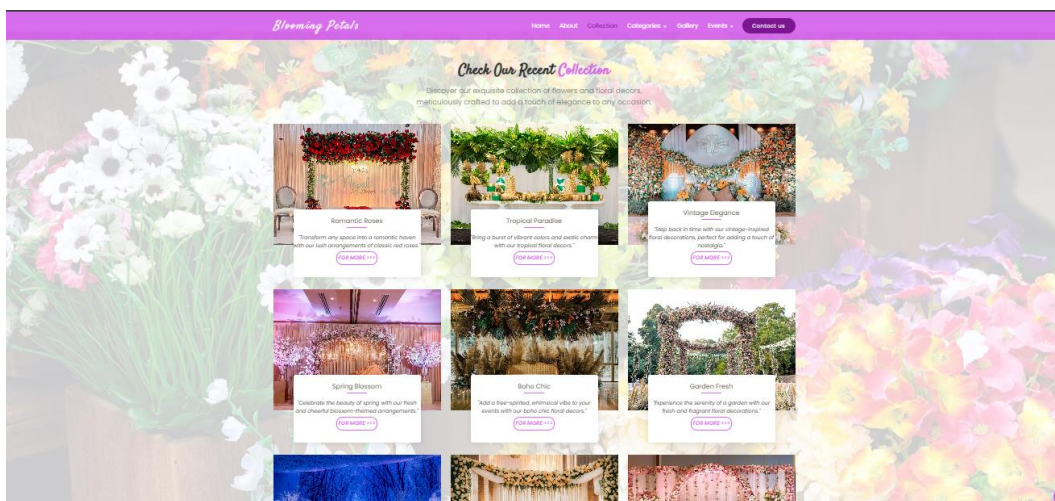 Blooming Petals
Home About Collection Categories Gallery Events Contact us
Check Our Recent Collection
Discover our exquisite collection of flowers and floral decors,
meticulously crafted to add a touch of elegance to any occasion.
Romantic Roses
"Transform any space into a romantic haven
with our lush arrangements of classic red roses."
FOR MORE >>>
Tropical Paradise
"Bring a burst of vibrant colors and exotic charm
with our tropical floral decors."
FOR MORE >>>
Vintage Elegance
"Step back in time with our vintage-inspired
floral decorations, perfect for adding a touch of
nostalgia."
FOR MORE >>>
Spring Blossom
"Celebrate the beauty of spring with our fresh
and cheerful blossom-themed arrangements."
FOR MORE >>>
Boho Chic
"Add a free-spirited, whimsical vibe to your
events with our boho chic floral decors."
FOR MORE >>>
Garden Fresh
"Experience the serenity of a garden with our
fresh and fragrant floral decorations."
FOR MORE >>>